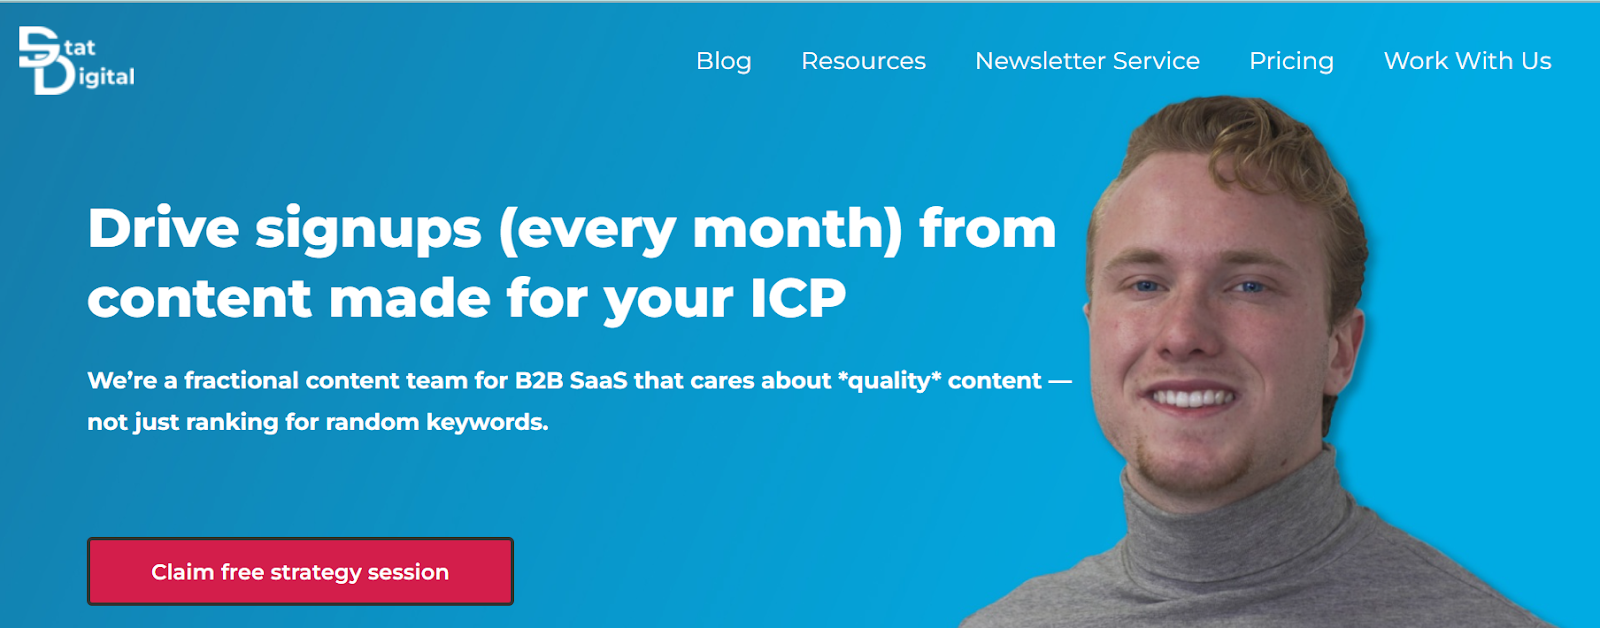 Stat
Digital
Blog
Resources
Newsletter Service
Pricing
Work With Us
Drive signups (every month) from
content made for your ICP
We’re a fractional content team for B2B SaaS that cares about *quality* content —
not just ranking for random keywords.
Claim free strategy session